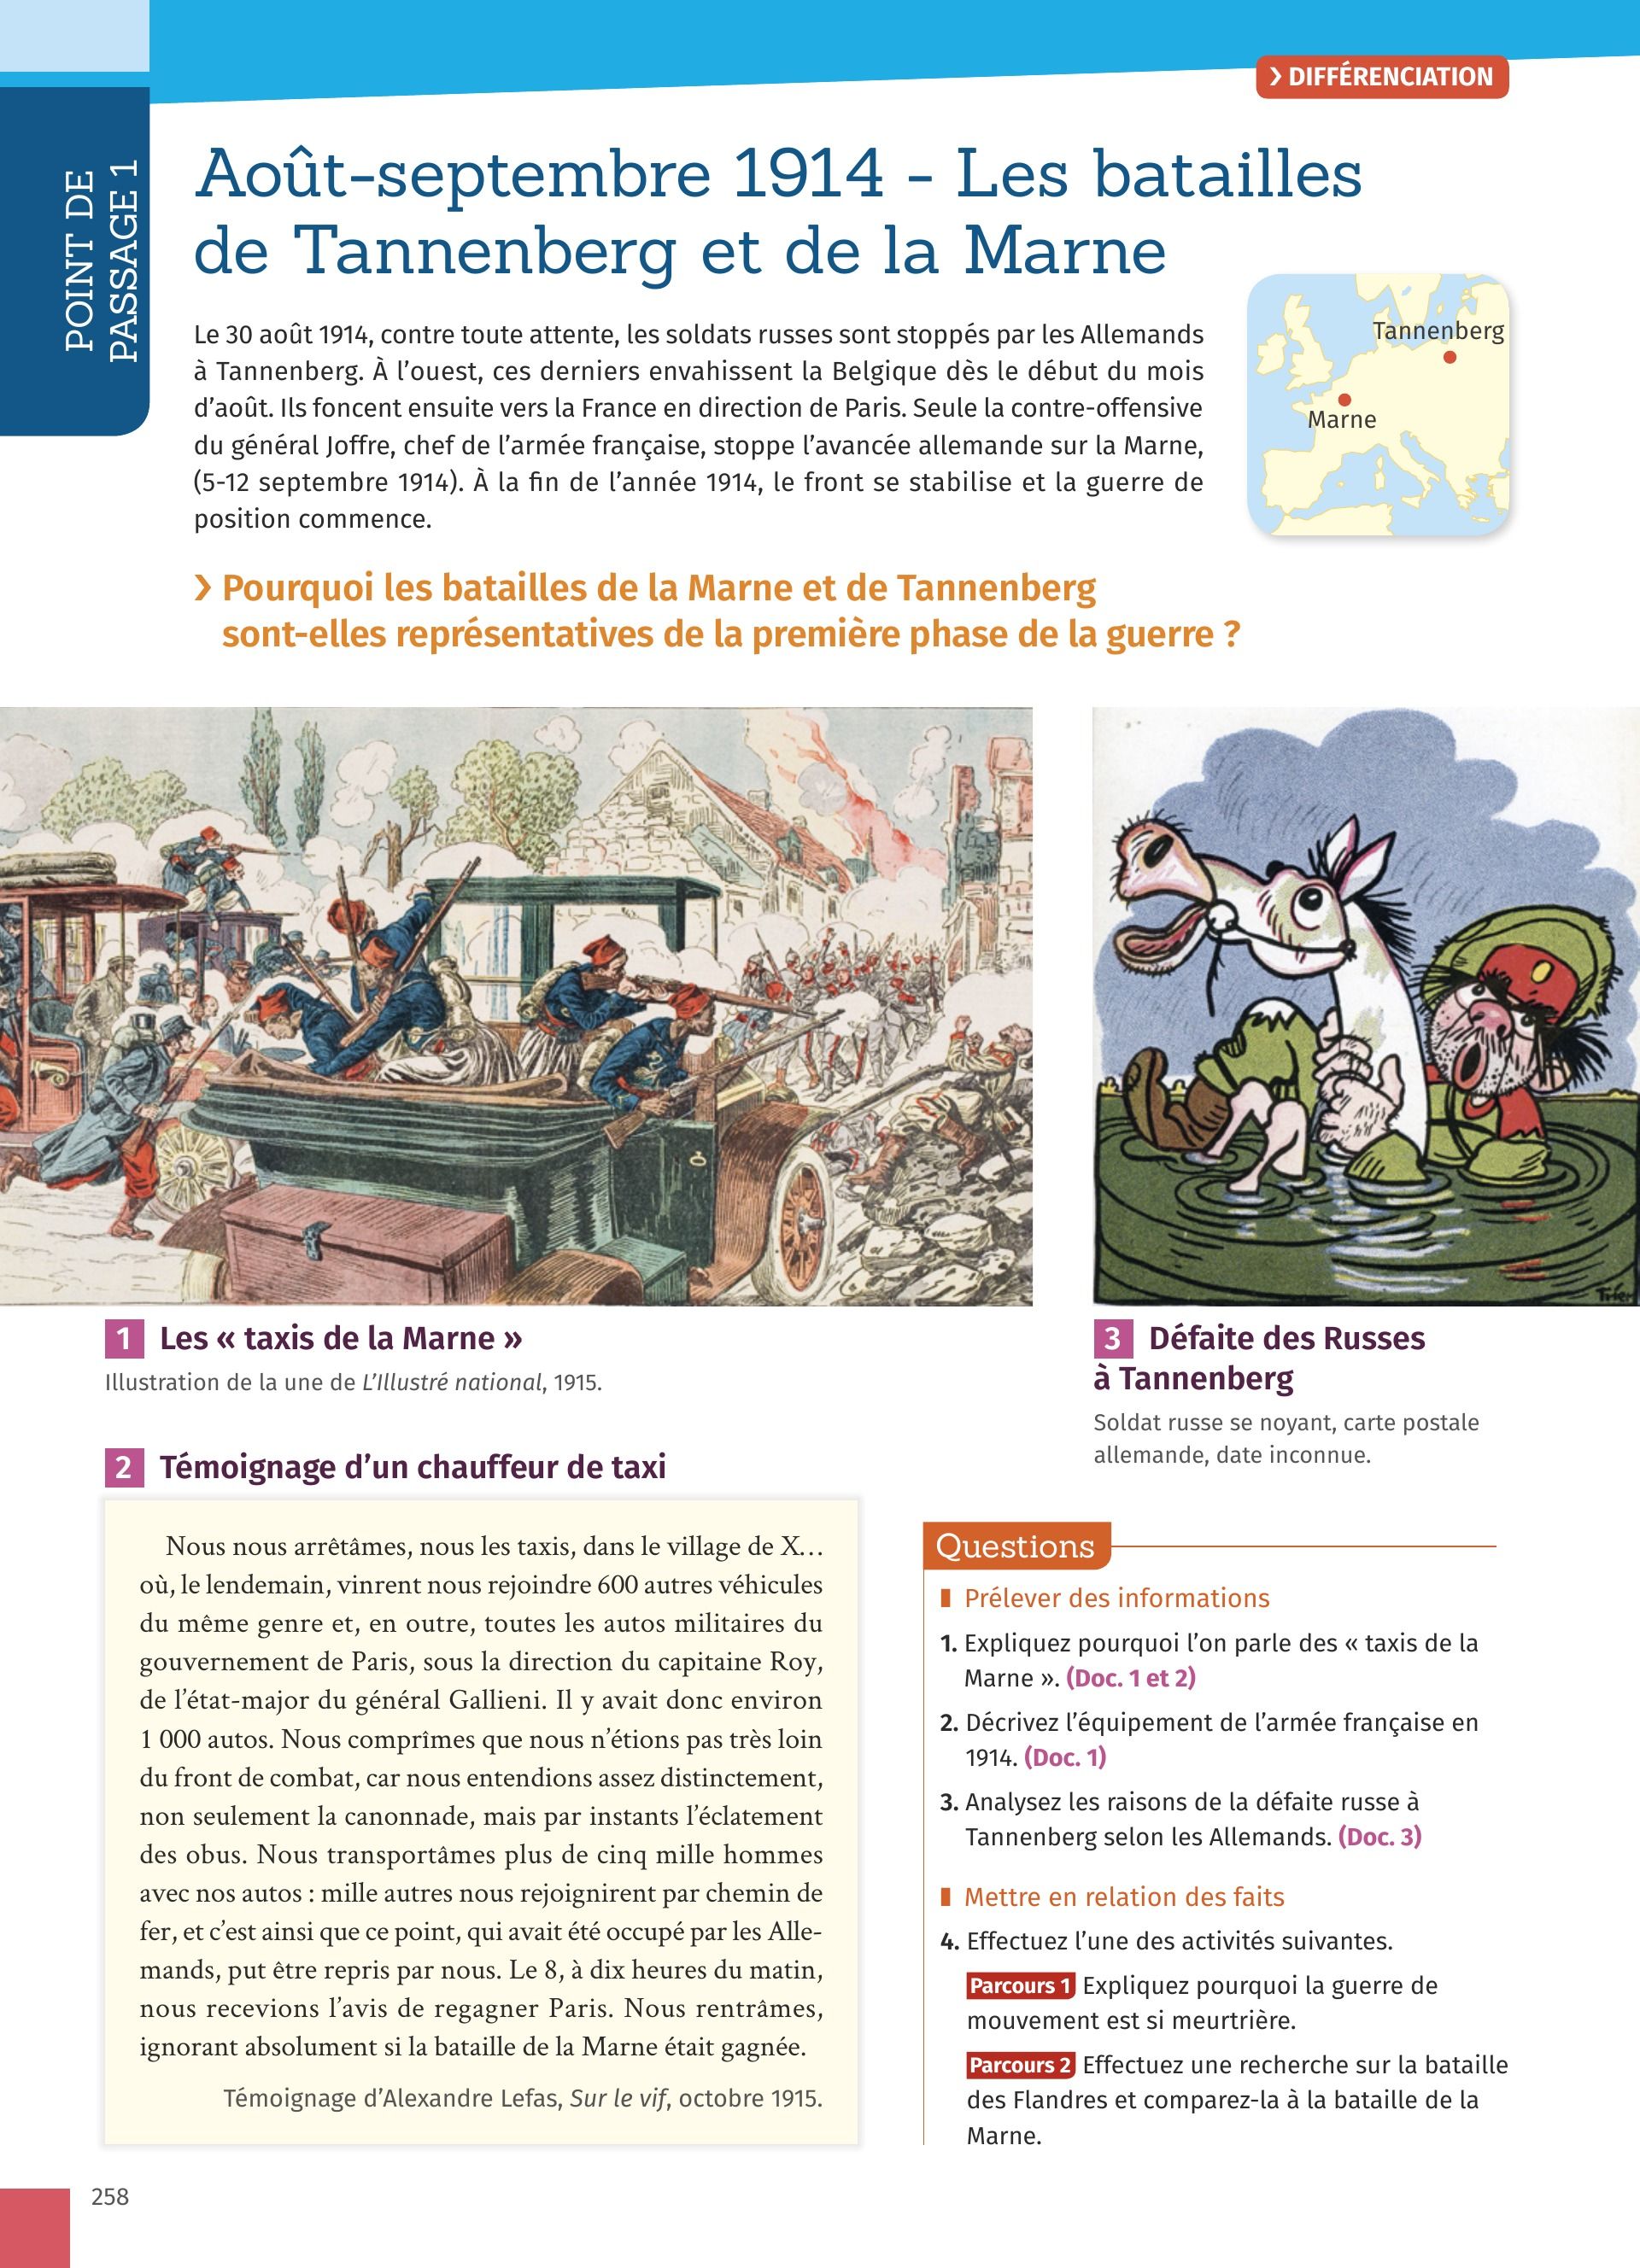 DIFFÉRENCIATION
POINT DE
PASSAGE 1
Août-septembre 1914 - Les batailles
de Tannenberg et de la Marne
Le 30 août 1914, contre toute attente, les soldats russes sont stoppés par les Allemands
à Tannenberg. À l’ouest, ces derniers envahissent la Belgique dès le début du mois
d’août. Ils foncent ensuite vers la France en direction de Paris. Seule la contre-offensive
du général Joffre, chef de l’armée française, stoppe l’avancée allemande sur la Marne,
(5-12 septembre 1914). À la fin de l’année 1914, le front se stabilise et la guerre de
position commence.
Tannenberg
Marne
Pourquoi les batailles de la Marne et de Tannenberg
sont-elles représentatives de la première phase de la guerre ?
Trier
1 Les « taxis de la Marne »
Illustration de la une de L’Illustré national, 1915.
3 Défaite des Russes
à Tannenberg
Soldat russe se noyant, carte postale
allemande, date inconnue.
2 Témoignage d’un chauffeur de taxi
Nous nous arrêtâmes, nous les taxis, dans le village de X…
où, le lendemain, vinrent nous rejoindre 600 autres véhicules
du même genre et, en outre, toutes les autos militaires du
gouvernement de Paris, sous la direction du capitaine Roy,
de l’état-major du général Gallieni. Il y avait donc environ
1 000 autos. Nous comprîmes que nous n’étions pas très loin
du front de combat, car nous entendions assez distinctement,
non seulement la canonnade, mais par instants l’éclatement
des obus. Nous transportâmes plus de cinq mille hommes
avec nos autos : mille autres nous rejoignirent par chemin de
fer, et c’est ainsi que ce point, qui avait été occupé par les Alle-
mands, put être repris par nous. Le 8, à dix heures du matin,
nous recevions l’avis de regagner Paris. Nous rentrâmes,
ignorant absolument si la bataille de la Marne était gagnée.
Témoignage d’Alexandre Lefas, Sur le vif, octobre 1915.
Questions
Prélever des informations
1. Expliquez pourquoi l’on parle des « taxis de la
Marne ». (Doc. 1 et 2)
2. Décrivez l’équipement de l’armée française en
1914. (Doc. 1)
3. Analysez les raisons de la défaite russe à
Tannenberg selon les Allemands. (Doc. 3)
Mettre en relation des faits
4. Effectuez l’une des activités suivantes.
Parcours 1 Expliquez pourquoi la guerre de
mouvement est si meurtrière.
Parcours 2 Effectuez une recherche sur la bataille
des Flandres et comparez-la à la bataille de la
Marne.
258